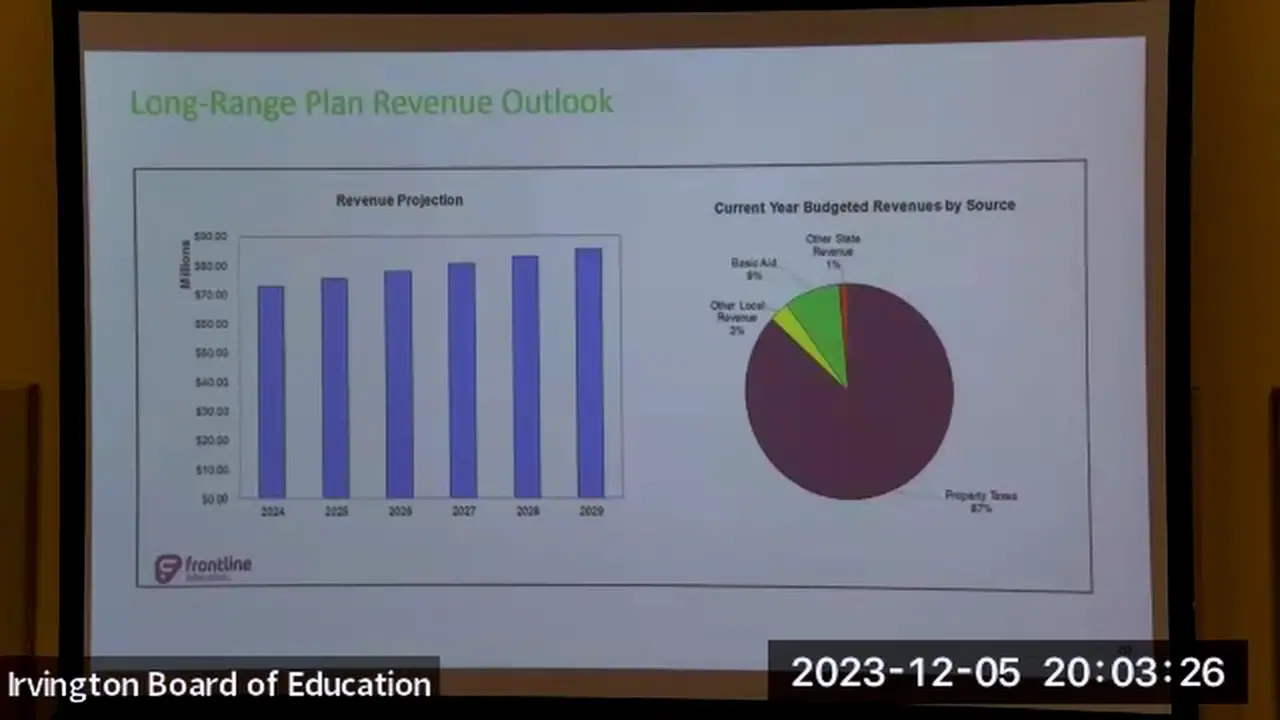 Long-Range Plan Revenue Outlook
Revenue Projection
Millions
$90.00
$80.00
$70.00
$60.00
$50.00
$40.00
$30.00
$20.00
$10.00
$0.00
2024 2025 2026 2027 2028 2029
Current Year Budgeted Revenues by Source
Other State
Revenue
1%
Basic Aid
9%
Other Local
Revenue
3%
Property Taxes
87%
frontline
education
Irvington Board of Education
2023-12-05 20:03:26